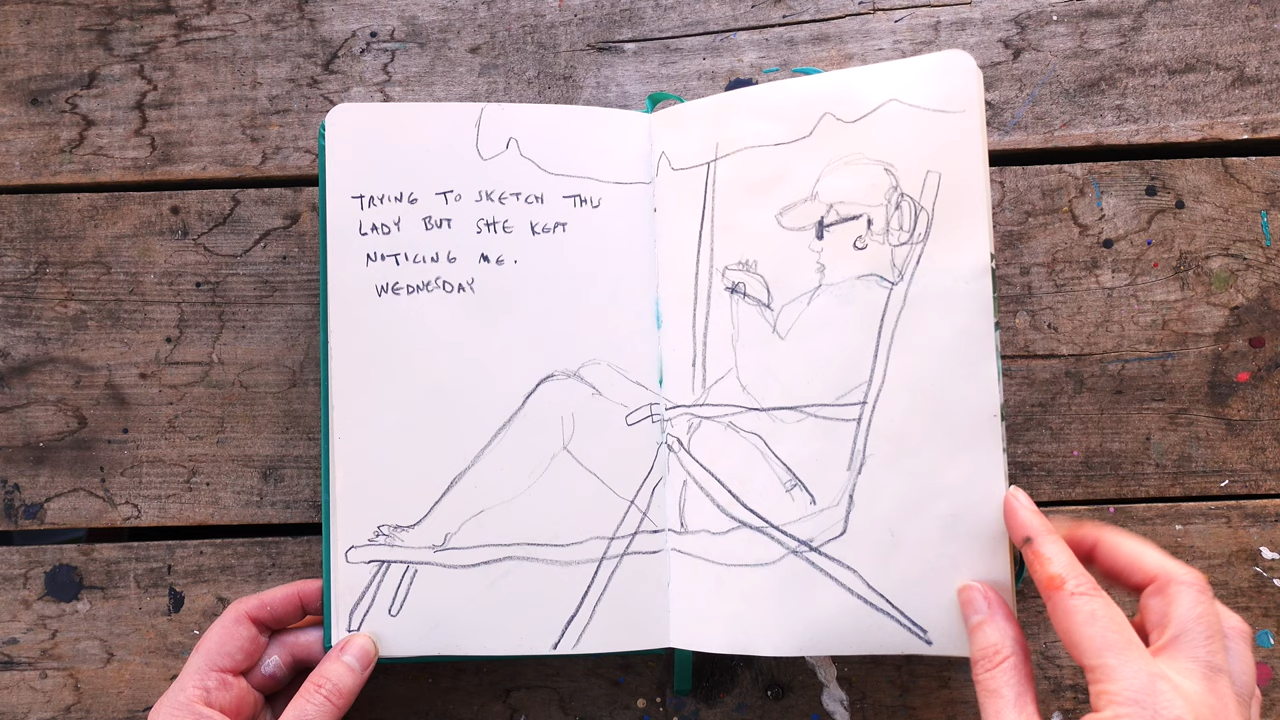 TRYING TO SKETCH THIS
LADY BUT SHE KEPT
NOTICING ME.
WEDNESDAY